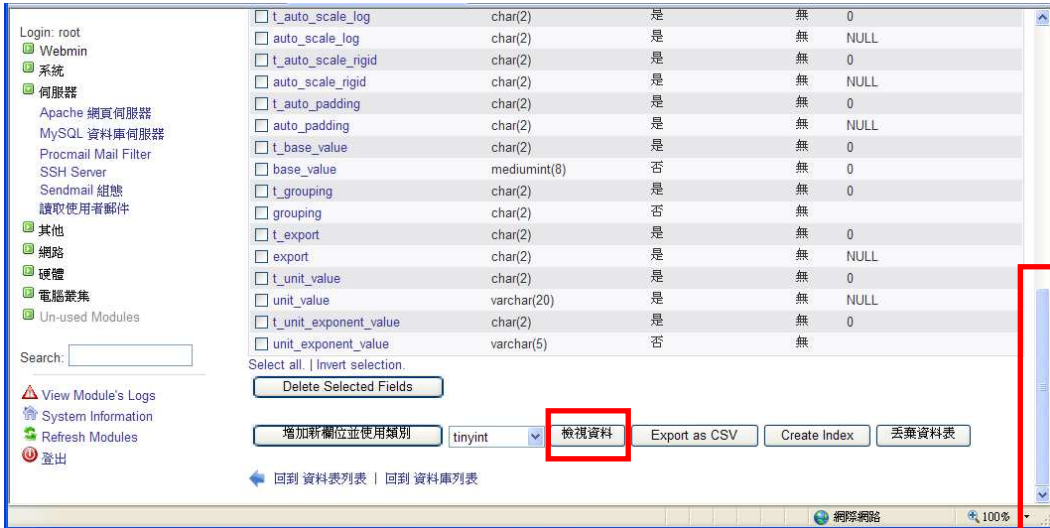 Login: root
Webmin
系統
伺服器
Apache 網頁伺服器
MySQL 資料庫伺服器
Procmail Mail Filter
SSH Server
Sendmail 組態
讀取使用者郵件
其他
網路
硬體
電腦叢集
Un-used Modules
Search:
View Module's Logs
System Information
Refresh Modules
登出
t_auto_scale_log char(2) 是 無 0
auto_scale_log char(2) 是 無 NULL
t_auto_scale_rigid char(2) 是 無 0
auto_scale_rigid char(2) 是 無 NULL
t_auto_padding char(2) 是 無 0
auto_padding char(2) 是 無 NULL
t_base_value char(2) 是 無 0
base_value mediumint(8) 否 無 0
t_grouping char(2) 是 無 0
grouping char(2) 否 無
t_export char(2) 是 無 0
export char(2) 是 無 NULL
t_unit_value char(2) 是 無 0
unit_value varchar(20) 是 無 NULL
t_unit_exponent_value char(2) 是 無 0
unit_exponent_value varchar(5) 否 無
Select all. | Invert selection.
Delete Selected Fields
增加新欄位並使用類別 tinyint 檢視資料 Export as CSV Create Index 丟棄資料表
回到 資料表列表 | 回到 資料庫列表
網際網路 100%